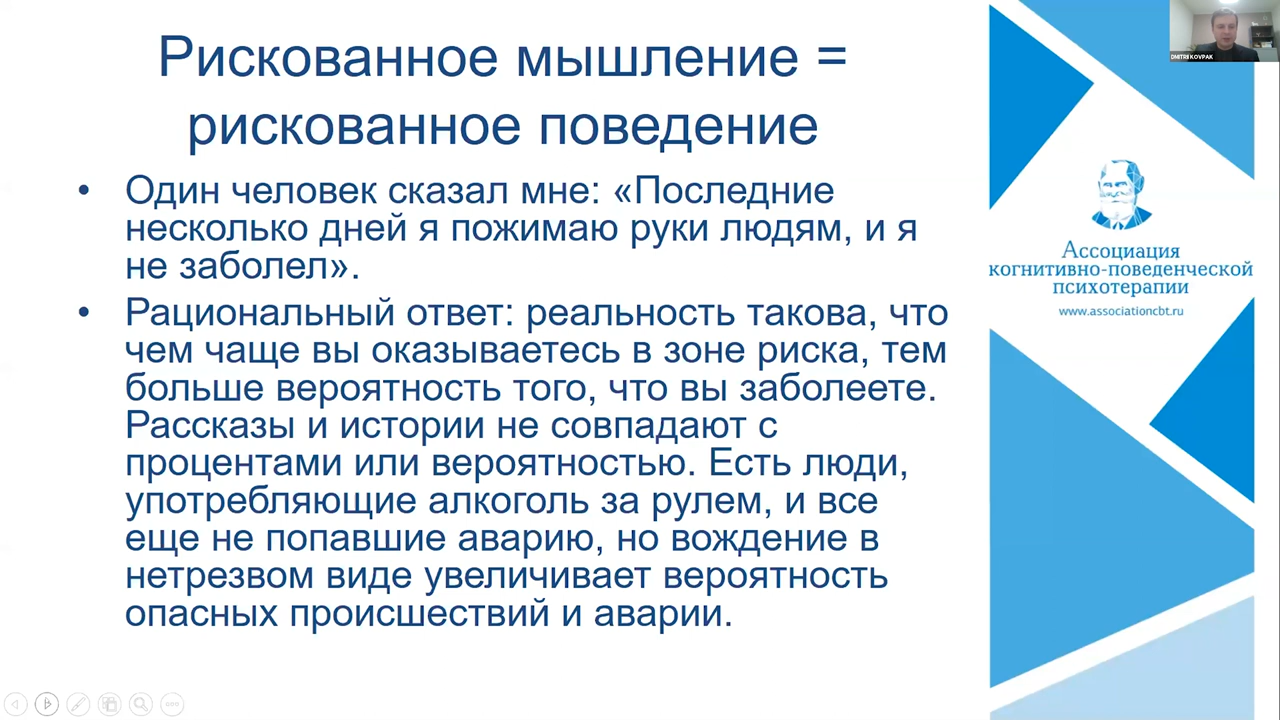 Рискованное мышление =
рискованное поведение
• Один человек сказал мне: «Последние
несколько дней я пожимаю руки людям, и я
не заболел».
• Рациональный ответ: реальность такова, что
чем чаще вы оказываетесь в зоне риска, тем
больше вероятность того, что вы заболеете.
Рассказы и истории не совпадают с
процентами или вероятностью. Есть люди,
употребляющие алкоголь за рулем, и все
еще не попавшие аварию, но вождение в
нетрезвом виде увеличивает вероятность
опасных происшествий и аварии.
DMITRII KOVPAK
Ассоциация
когнитивно-поведенческой
психотерапии
www.associationcbt.ru